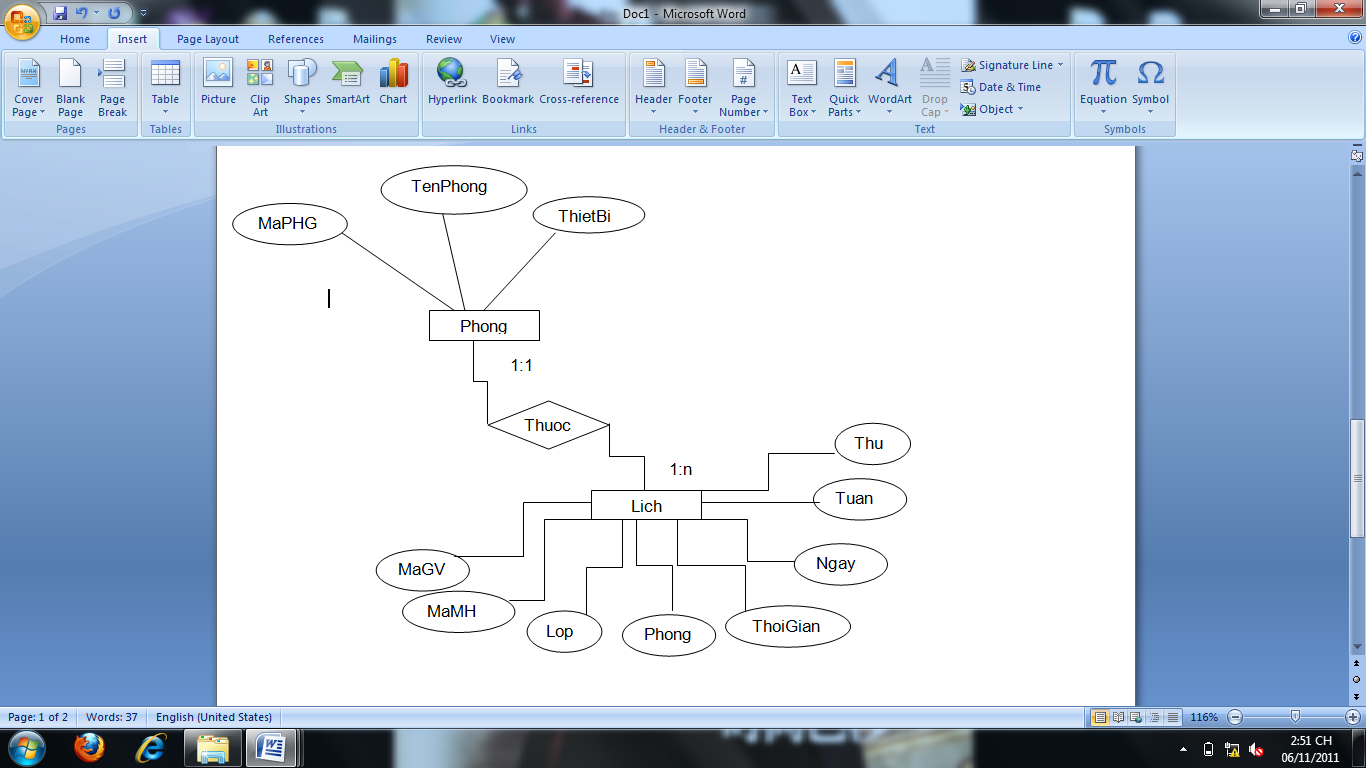 Doc1 - Microsoft Word
Home Insert Page Layout References Mailings Review View
Cover Page
Blank Page
Page Break
Pages
Table
Tables
Picture
Clip Art
Shapes
SmartArt
Chart
Illustrations
Hyperlink
Bookmark
Cross-reference
Links
Header
Footer
Page Number
Header & Footer
Text Box
Quick Parts
WordArt
Drop Cap
Signature Line
Date & Time
Object
Text
Equation
Symbol
Symbols
TenPhong
MaPHG
ThietBi
Phong
1:1
Thuoc
Thu
1:n
Tuan
Lich
Ngay
MaGV
MaMH
Lop
Phong
ThoiGian
Page: 1 of 2 Words: 37 English (United States) 116%
2:51 CH
06/11/2011